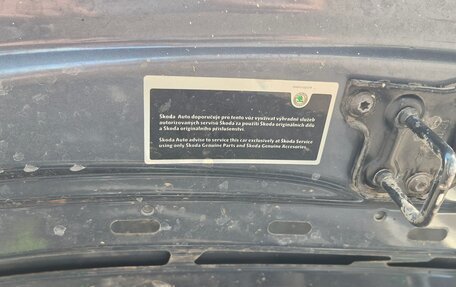 Škoda Auto doporučuje pro tento vůz využívat výhradně služeb
autorizovaných servisů Škoda za použití Škoda originálních dílů
a Škoda originálního příslušenství.
Škoda Auto advise to service this car exclusively at Škoda Service
using only Škoda Genuine Parts and Škoda Genuine Accesories.